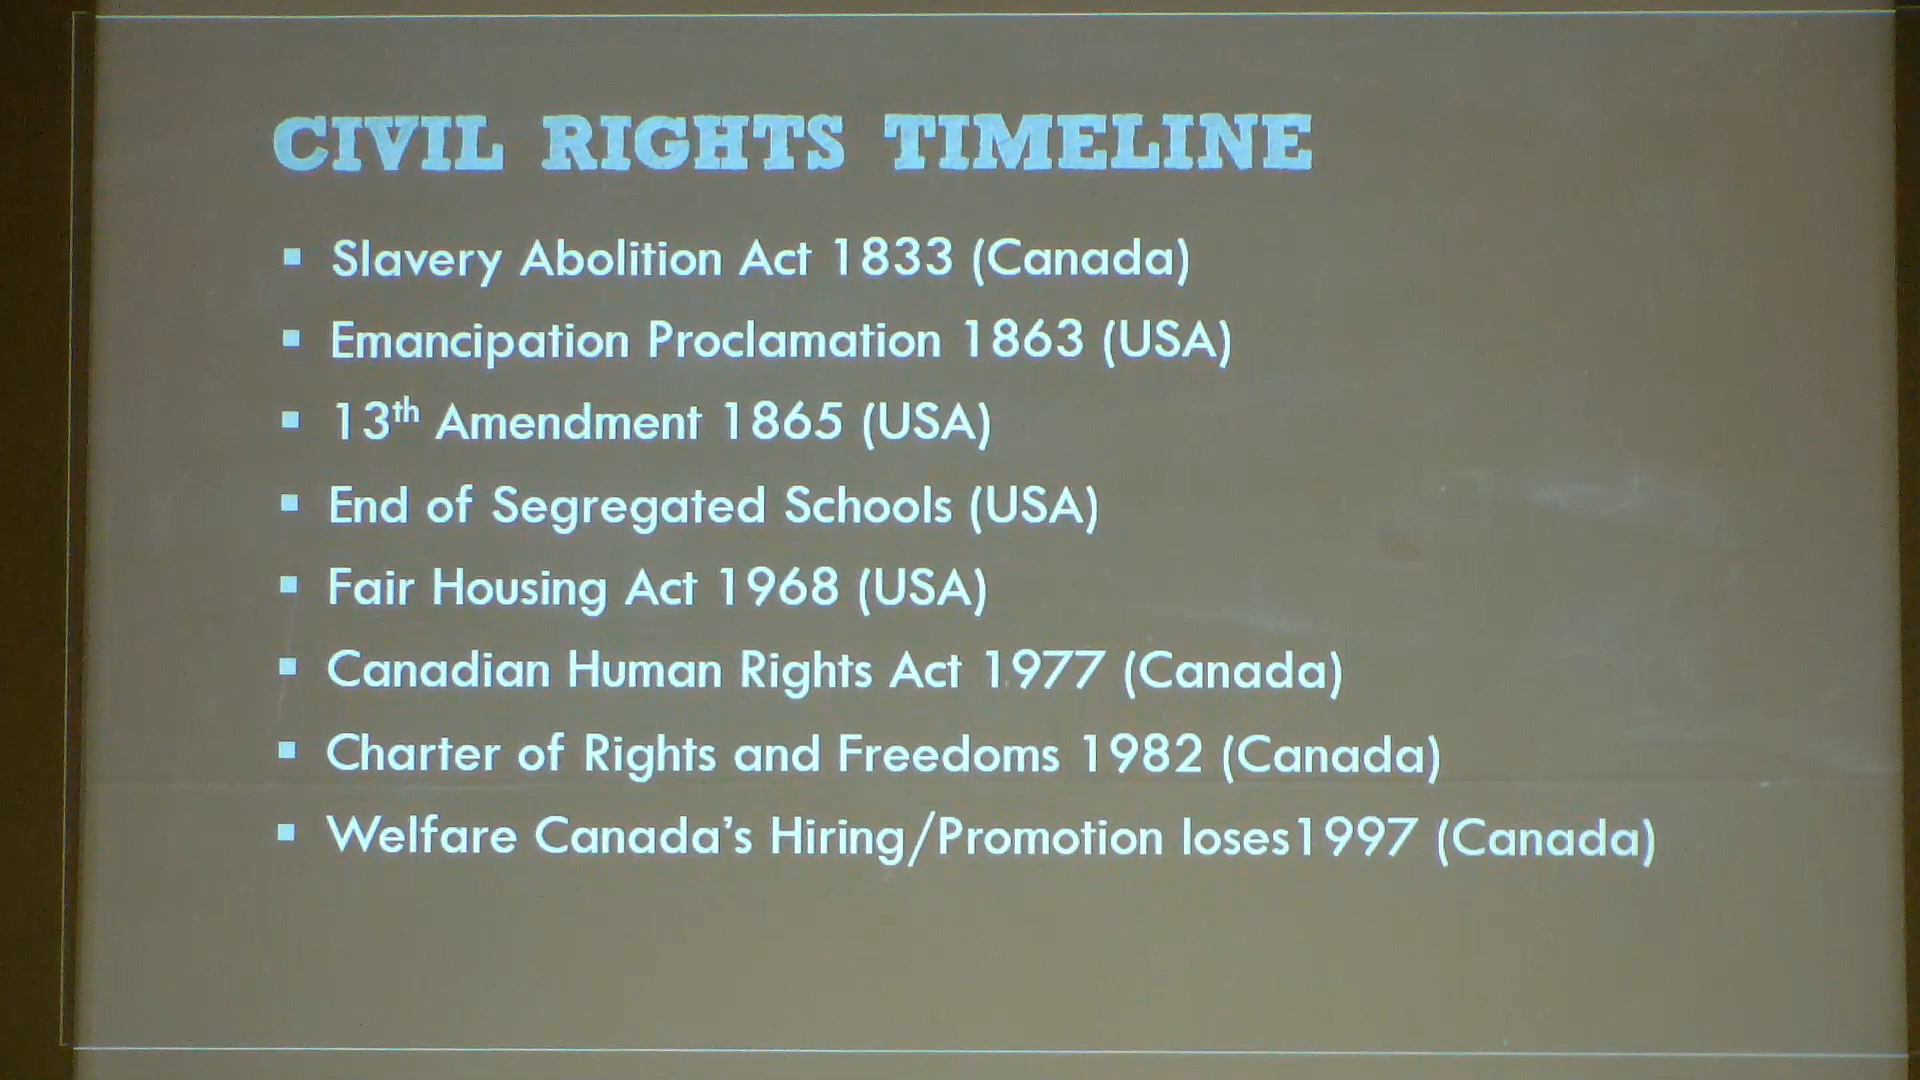 CIVIL RIGHTS TIMELINE
▪ Slavery Abolition Act 1833 (Canada)
▪ Emancipation Proclamation 1863 (USA)
▪ 13th Amendment 1865 (USA)
▪ End of Segregated Schools (USA)
▪ Fair Housing Act 1968 (USA)
▪ Canadian Human Rights Act 1977 (Canada)
▪ Charter of Rights and Freedoms 1982 (Canada)
▪ Welfare Canada’s Hiring/Promotion loses1997 (Canada)